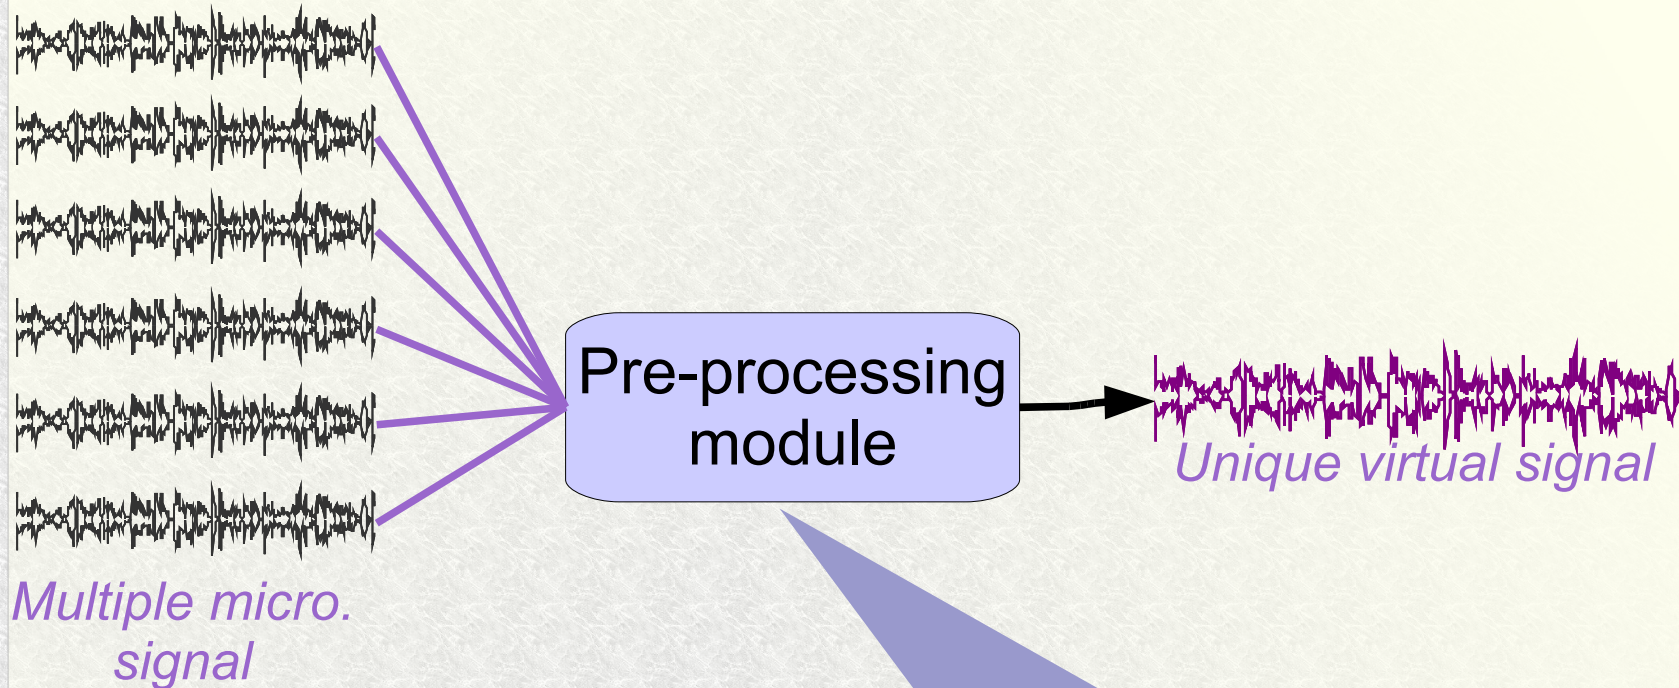 Pre-processing
module
Unique virtual signal
Multiple micro.
signal